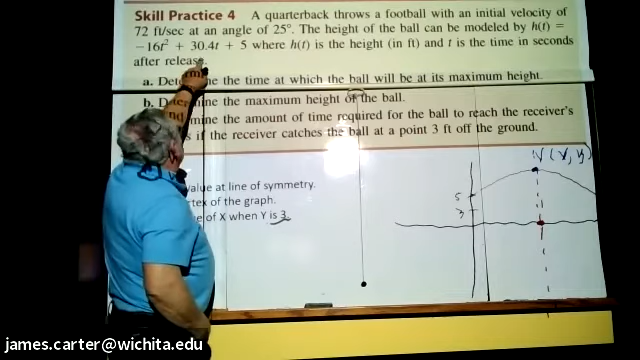 Skill Practice 4 A quarterback throws a football with an initial velocity of
72 ft/sec at an angle of 25°. The height of the ball can be modeled by h(t) =
−16t² + 30.4t + 5 where h(t) is the height (in ft) and t is the time in seconds
after release.
a. Determine the time at which the ball will be at its maximum height.
b. Determine the maximum height of the ball.
mine the amount of time required for the ball to reach the receiver's
s if the receiver catches the ball at a point 3 ft off the ground.
V(x, y)
value at line of symmetry.
5
rtex of the graph.
3
e of X when Y is 3.
james.carter@wichita.edu